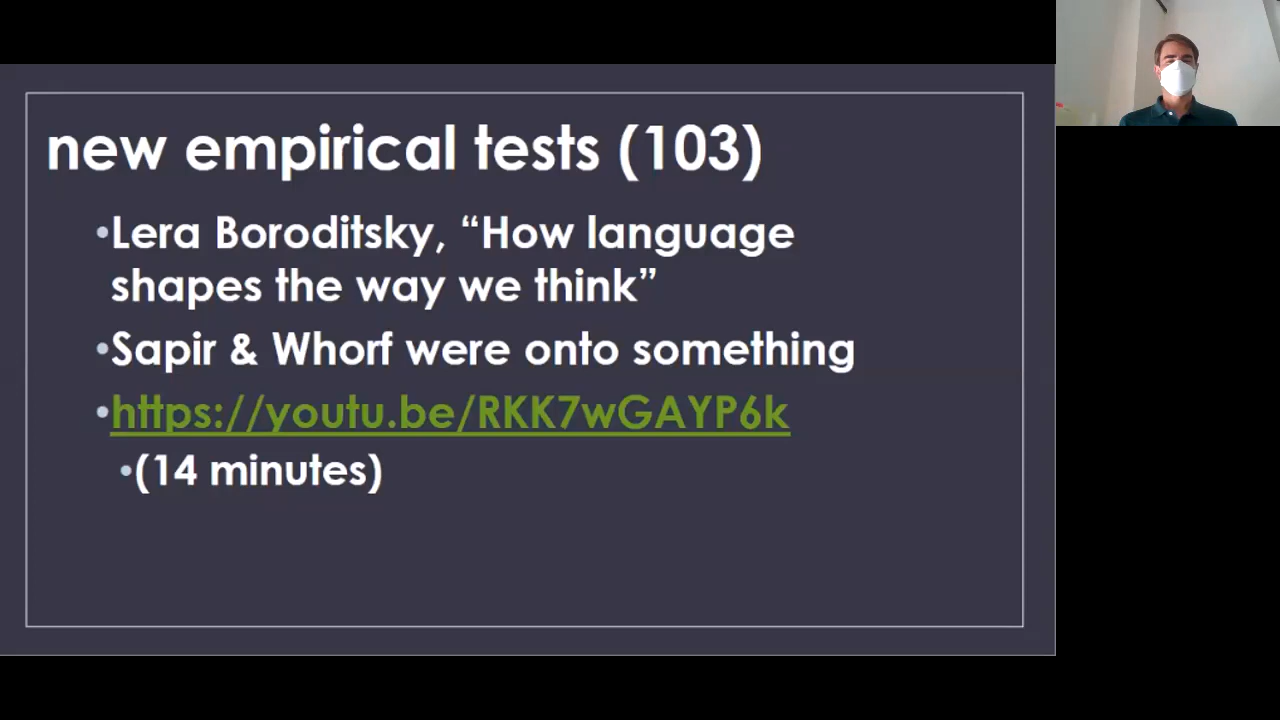 new empirical tests (103)
•Lera Boroditsky, “How language
shapes the way we think”
•Sapir & Whorf were onto something
•https://youtu.be/RKK7wGAYP6k
•(14 minutes)